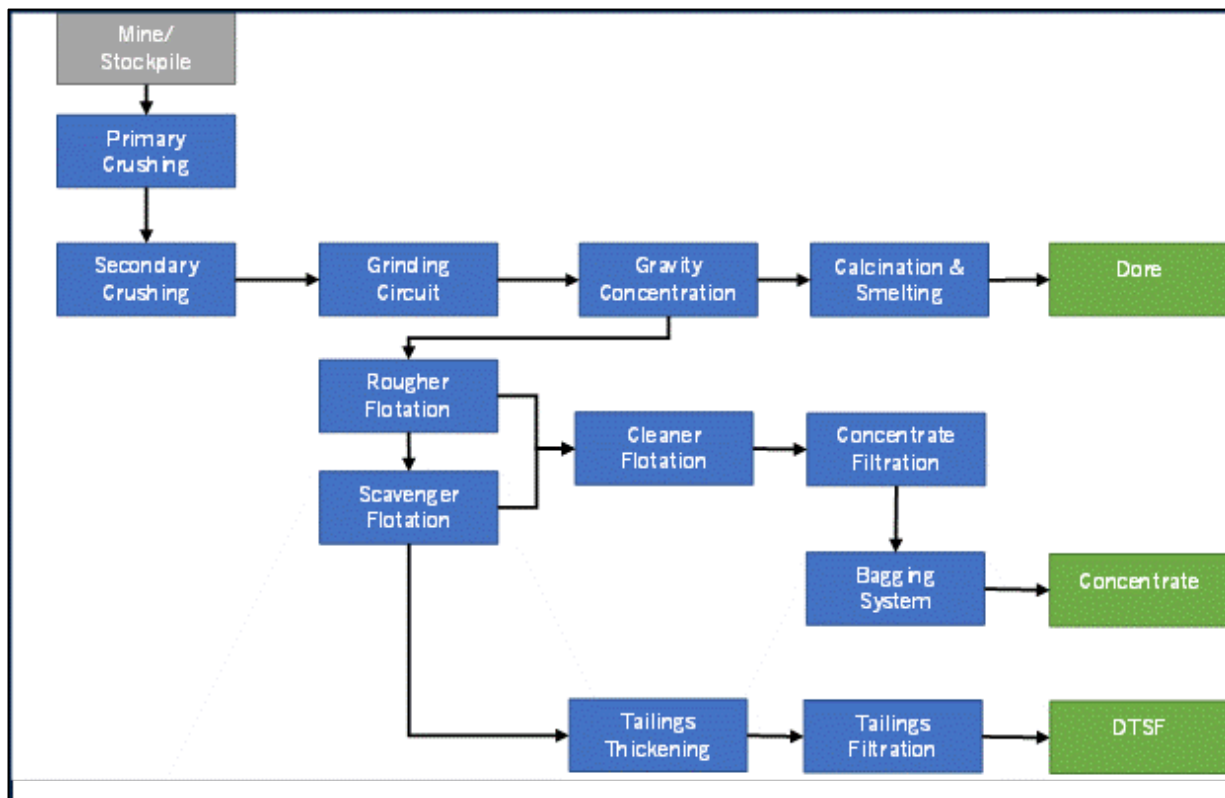 Mine/
Stockpile
Primary
Crushing
Secondary
Crushing
Grinding
Circuit
Gravity
Concentration
Calcination &
Smelting
Dore
Rougher
Flotation
Cleaner
Flotation
Concentrate
Filtration
Scavenger
Flotation
Bagging
System
Concentrate
Tailings
Thickening
Tailings
Filtration
DTSF